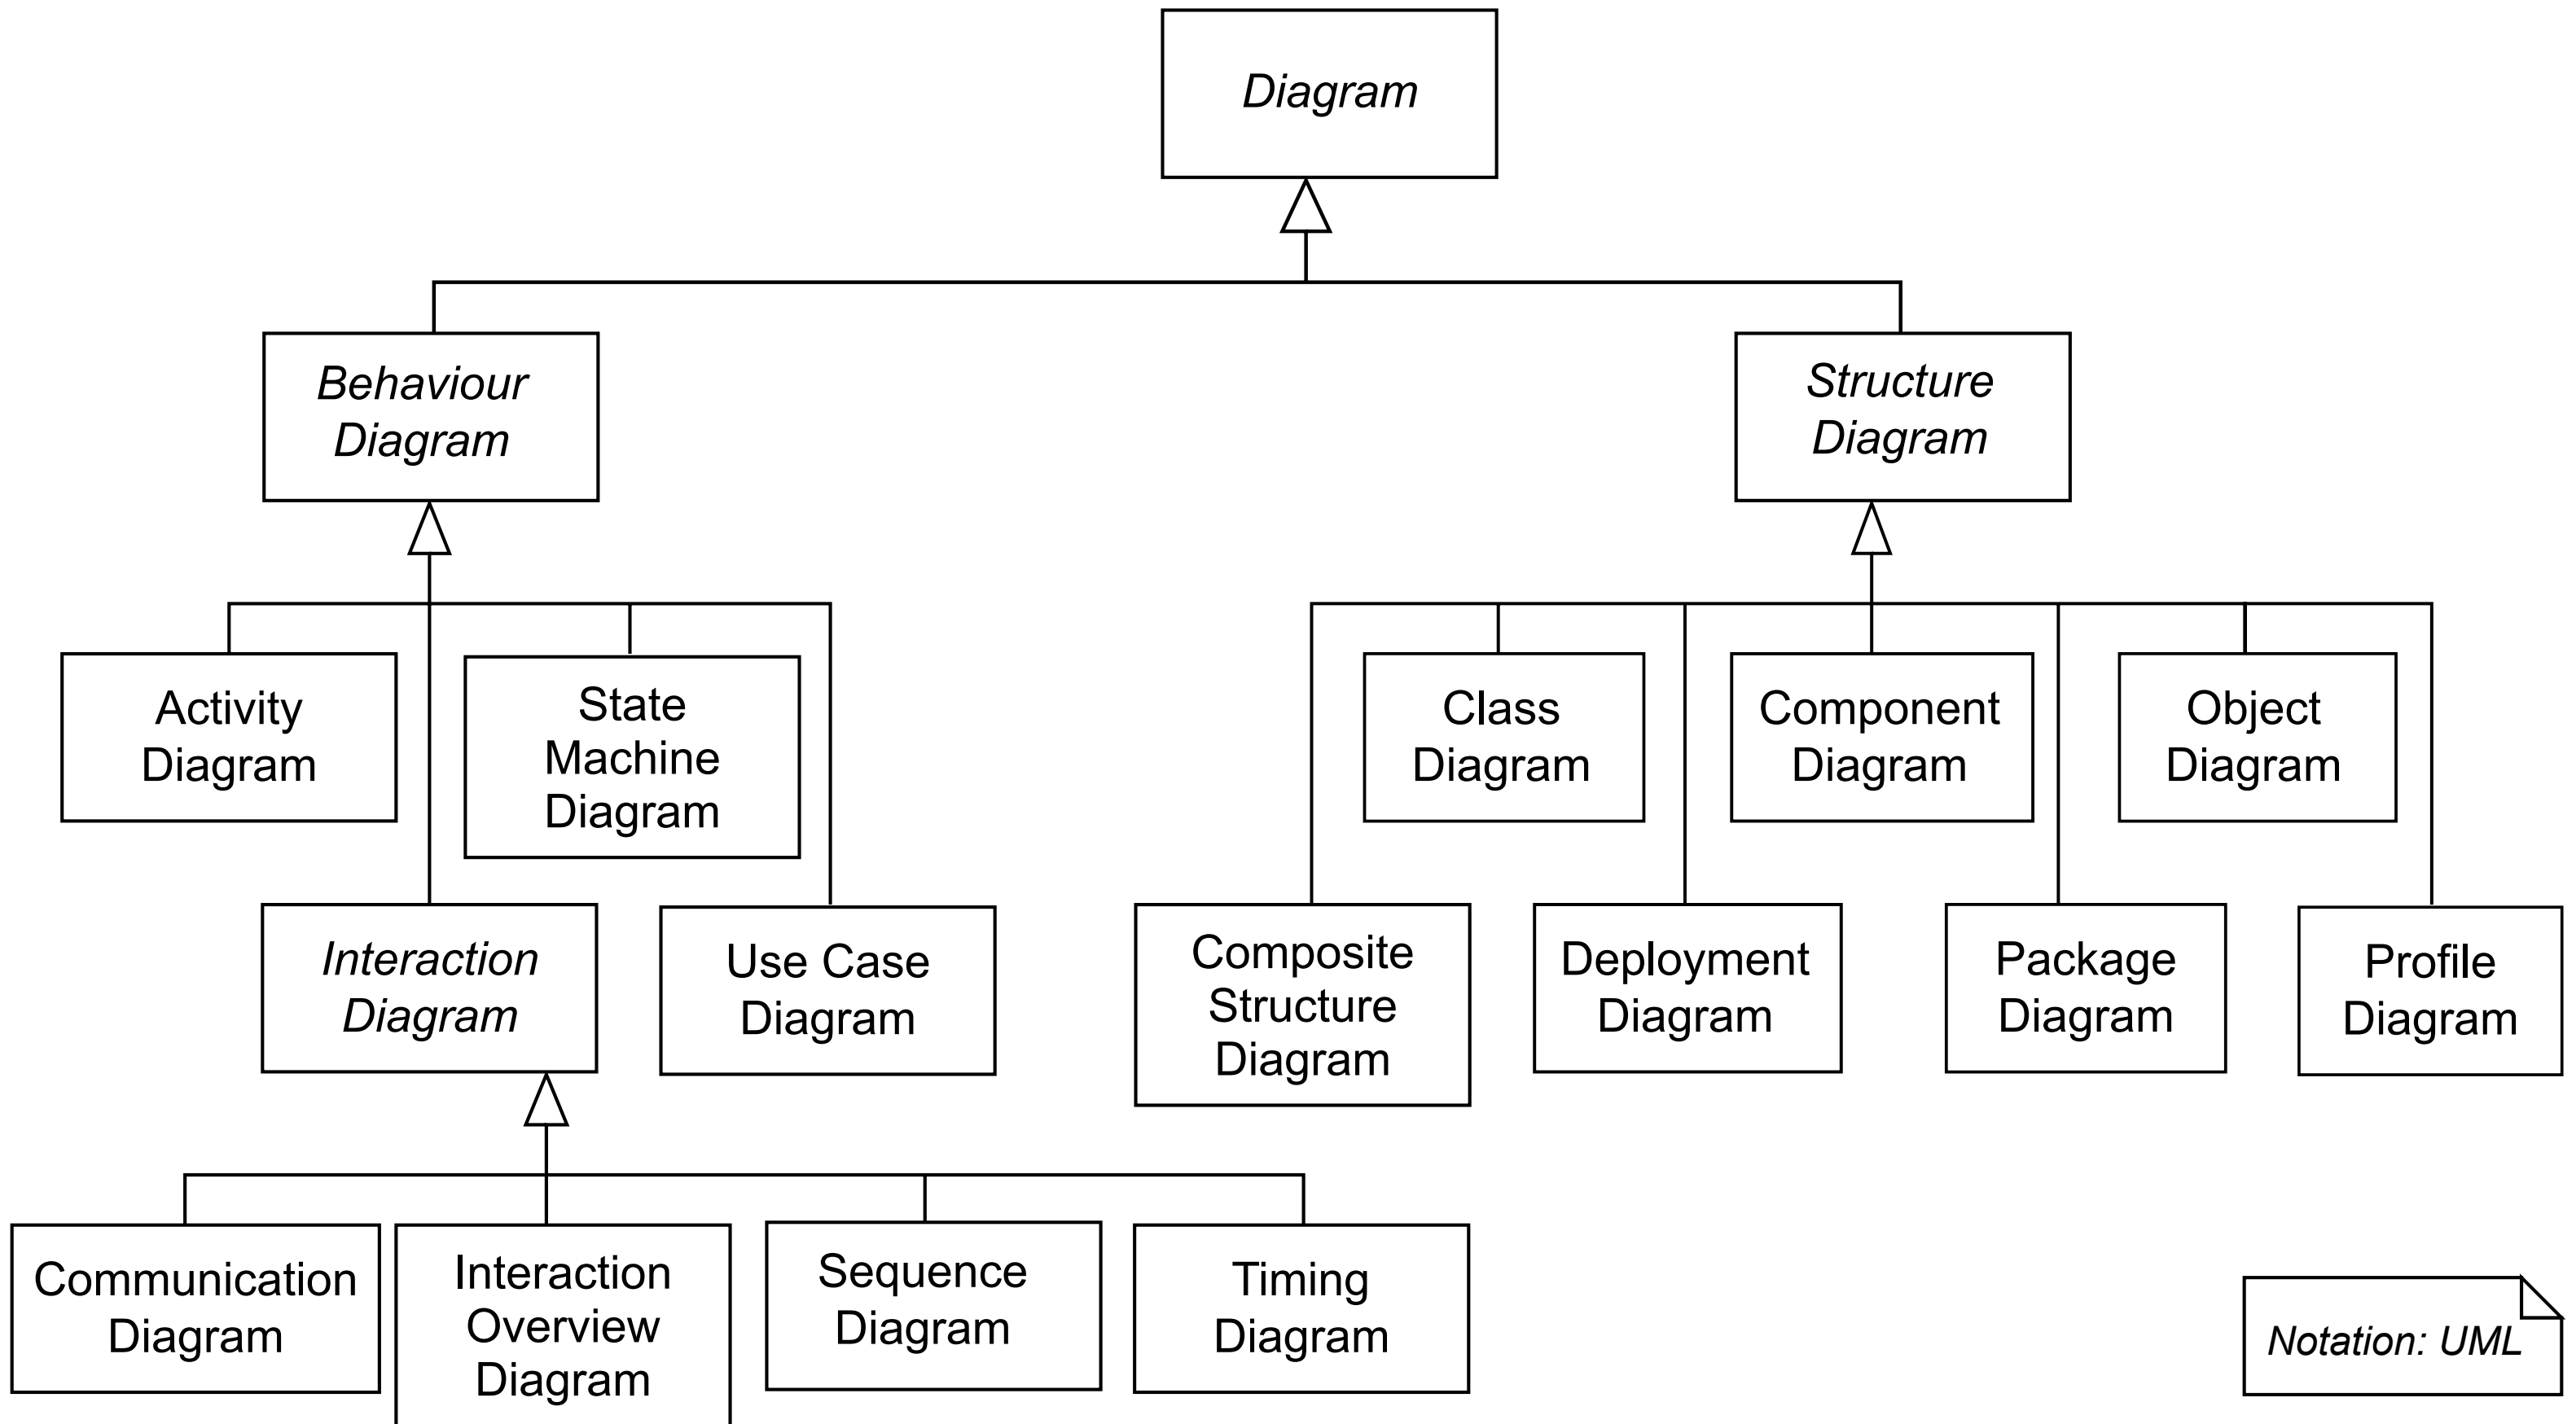 Diagram
Behaviour
Diagram
Structure
Diagram
Activity
Diagram
State
Machine
Diagram
Class
Diagram
Component
Diagram
Object
Diagram
Interaction
Diagram
Use Case
Diagram
Composite
Structure
Diagram
Deployment
Diagram
Package
Diagram
Profile
Diagram
Communication
Diagram
Interaction
Overview
Diagram
Sequence
Diagram
Timing
Diagram
Notation: UML